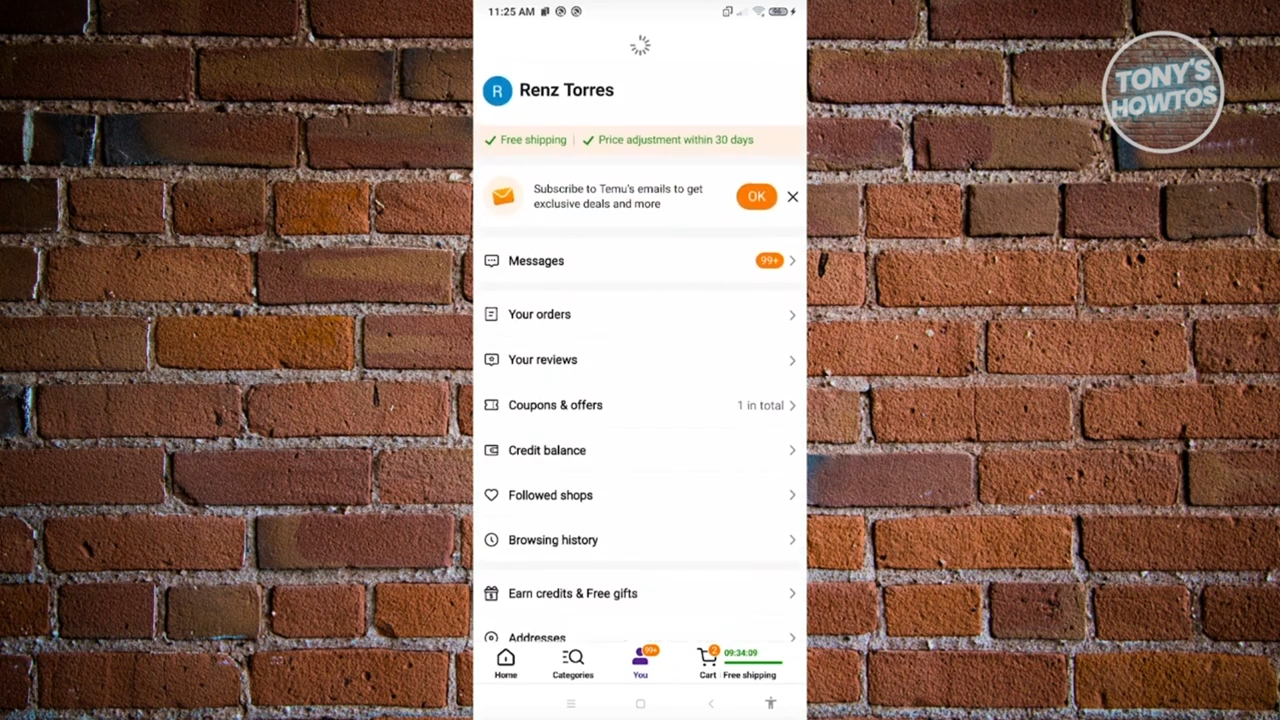 11:25 AM
TONY'S
HOWTOS
R
Renz Torres
Free shipping
Price adjustment within 30 days
Subscribe to Temu's emails to get
exclusive deals and more
OK
Messages
99+
Your orders
Your reviews
Coupons & offers
1 in total
Credit balance
Followed shops
Browsing history
Earn credits & Free gifts
Addresses
Home
Categories
99+
You
2
Cart
09:34:09
Free shipping